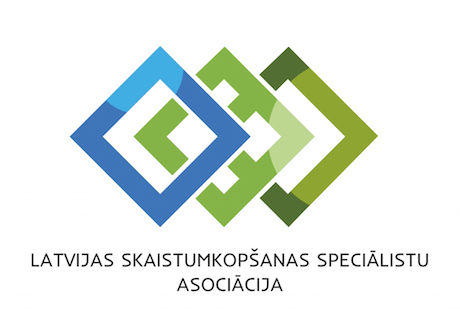 LATVIJAS SKAISTUMKOPŠANAS SPECIĀLISTU
ASOCIĀCIJA